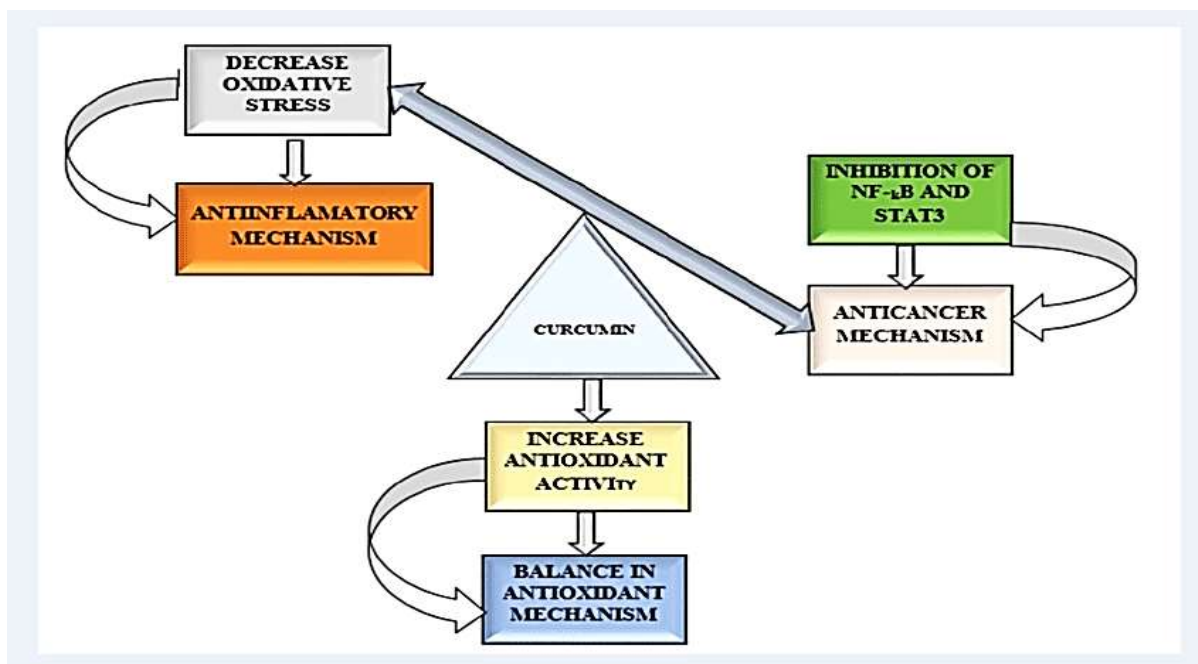 DECREASE
OXIDATIVE
STRESS
ANTIINFLAMATORY
MECHANISM
INHIBITION OF
NF-kB AND
STAT3
ANTICANCER
MECHANISM
CURCUMIN
INCREASE
ANTIOXIDANT
ACTIVITY
BALANCE IN
ANTIOXIDANT
MECHANISM